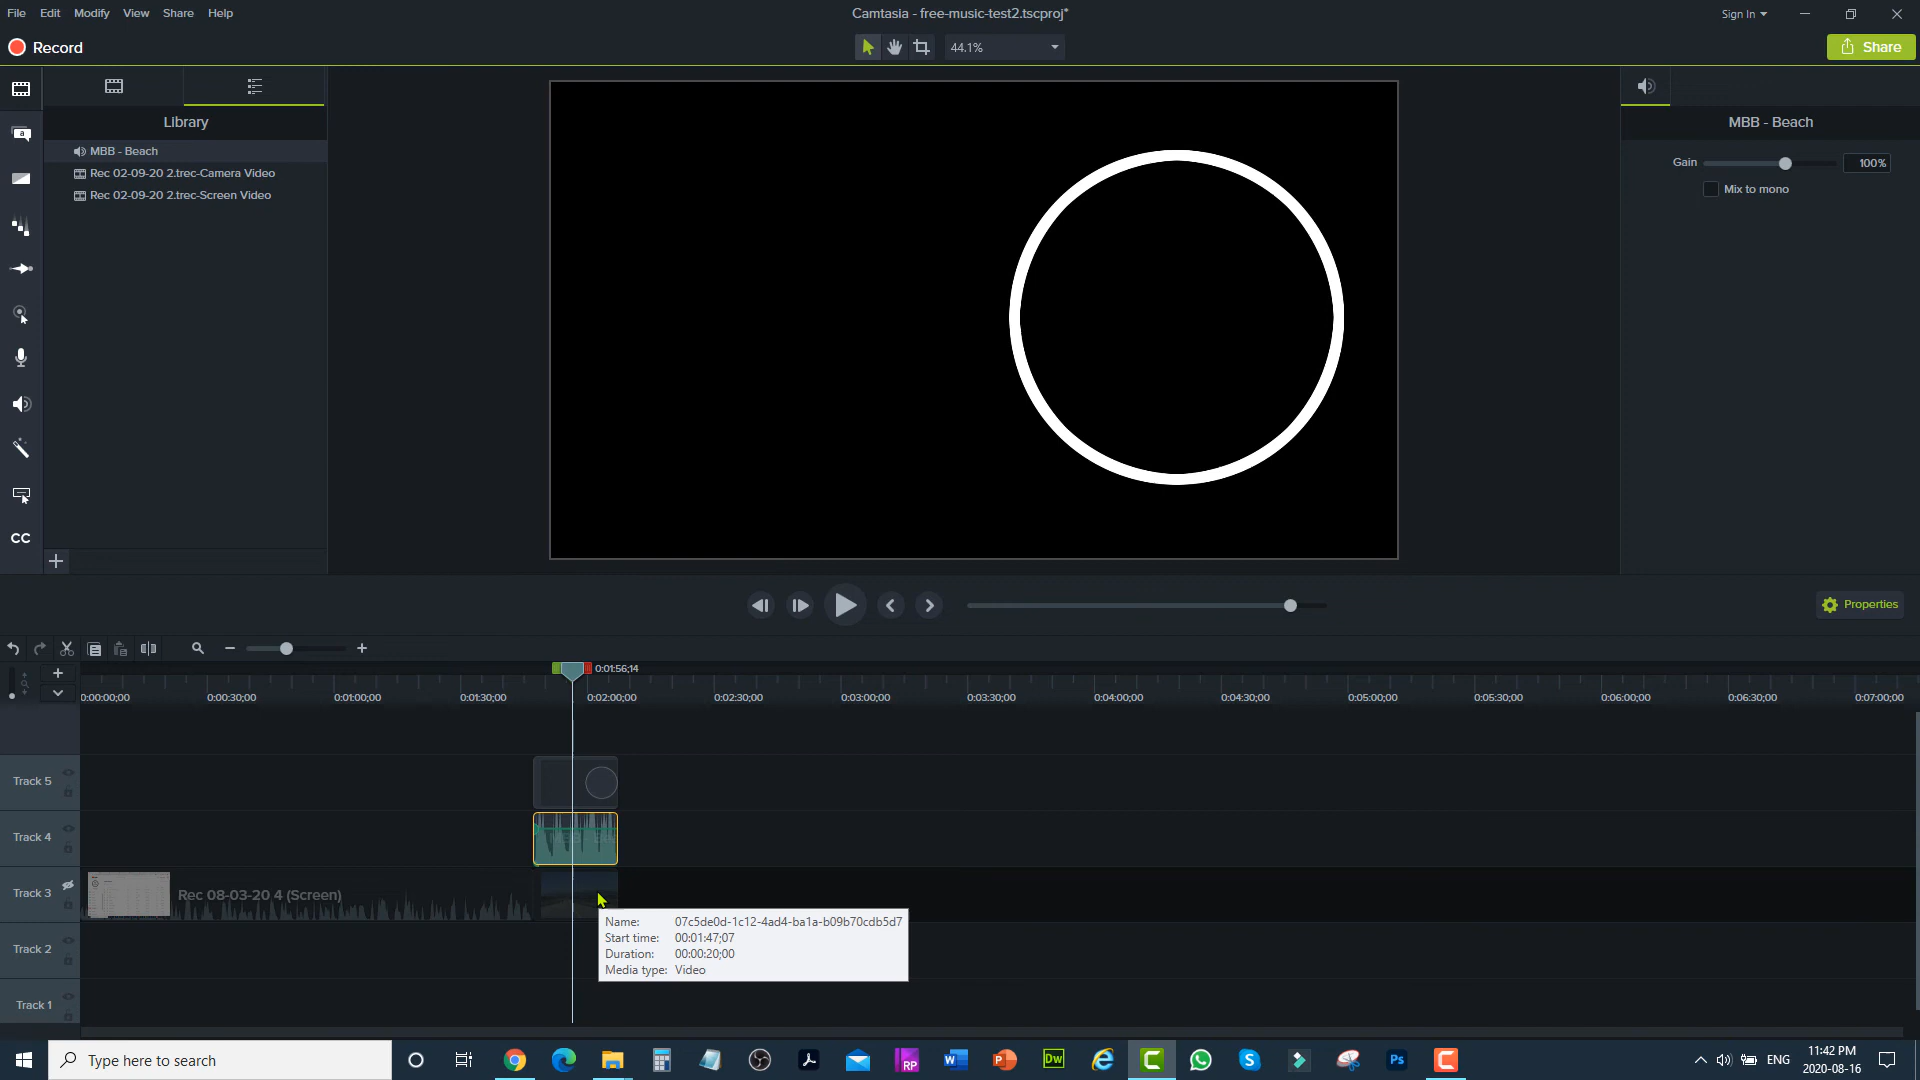 File Edit Modify View Share Help
Camtasia - free-music-test2.tscproj*
Sign In
Record
44.1%
Share
Library
MBB - Beach
Rec 02-09-20 2.trec-Camera Video
Rec 02-09-20 2.trec-Screen Video
MBB - Beach
Gain 100%
Mix to mono
a
CC
Properties
0:01:56;14
0:00:00;00 0:00:30;00 0:01:00;00 0:01:30;00 0:02:00;00 0:02:30;00 0:03:00;00 0:03:30;00 0:04:00;00 0:04:30;00 0:05:00;00 0:05:30;00 0:06:00;00 0:06:30;00 0:07:00;00
Track 5
Track 4
Track 3
Rec 08-03-20 4 (Screen)
Name: 07c5de0d-1c12-4ad4-ba1a-b09b70cdb5d7
Start time: 00:01:47;07
Duration: 00:00:20;00
Media type: Video
Track 2
Track 1
Type here to search
RP
Dw
Ps
ENG
11:42 PM
2020-08-16